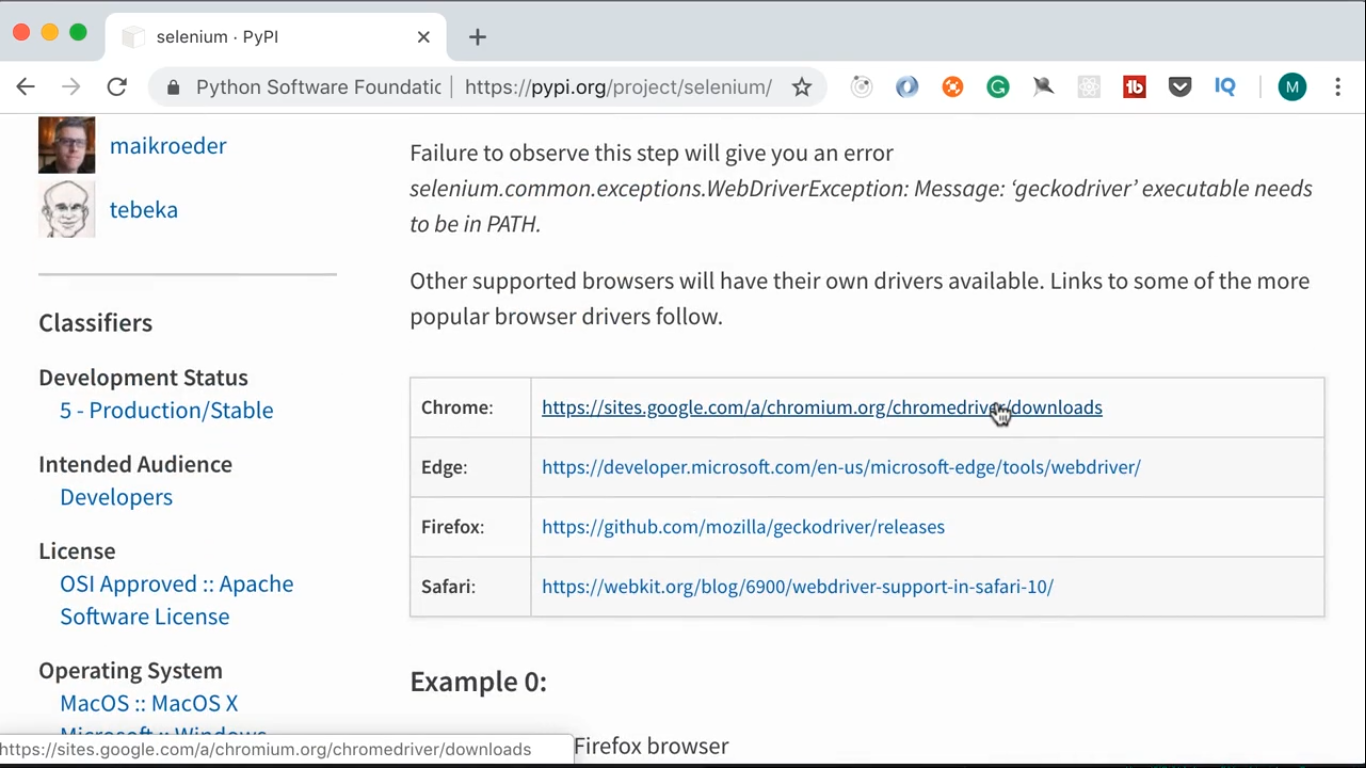 selenium · PyPI
Python Software Foundatic
https://pypi.org/project/selenium/
IQ
M
maikroeder
tebeka
Classifiers
Development Status
5 - Production/Stable
Intended Audience
Developers
License
OSI Approved :: Apache
Software License
Operating System
MacOS :: MacOS X
Microsoft :: Windows
https://sites.google.com/a/chromium.org/chromedriver/downloads
Failure to observe this step will give you an error
selenium.common.exceptions.WebDriverException: Message: ‘geckodriver’ executable needs
to be in PATH.
Other supported browsers will have their own drivers available. Links to some of the more
popular browser drivers follow.
Chrome: https://sites.google.com/a/chromium.org/chromedriver/downloads
Edge: https://developer.microsoft.com/en-us/microsoft-edge/tools/webdriver/
Firefox: https://github.com/mozilla/geckodriver/releases
Safari: https://webkit.org/blog/6900/webdriver-support-in-safari-10/
Example 0:
Firefox browser